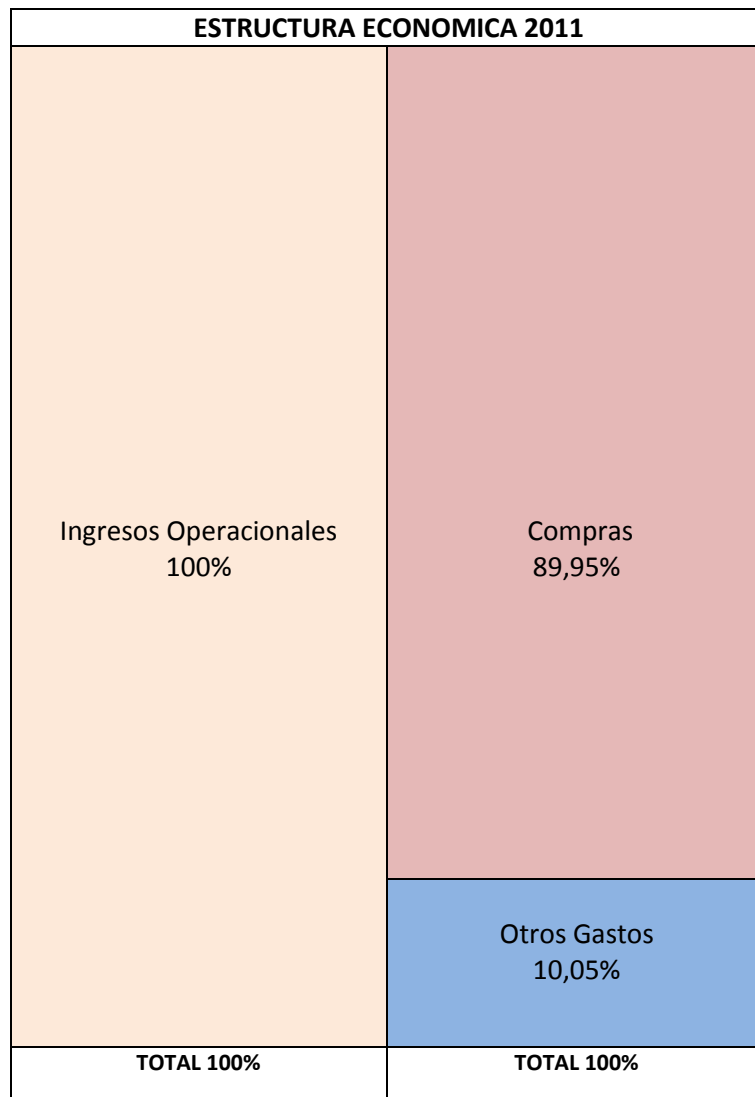 ESTRUCTURA ECONOMICA 2011
Ingresos Operacionales
100%
Compras
89,95%
Otros Gastos
10,05%
TOTAL 100%
TOTAL 100%